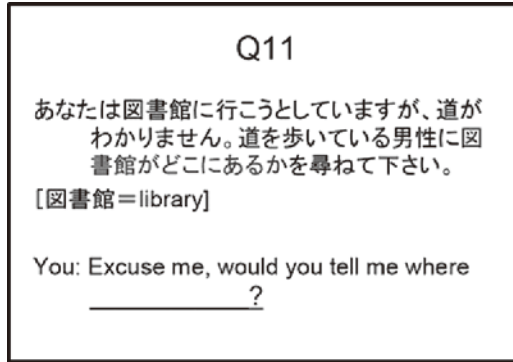 Q11
あなたは図書館に行こうとしていますが、道が
わかりません。道を歩いている男性に図
書館がどこにあるかを尋ねて下さい。
[図書館＝library]
You: Excuse me, would you tell me where
__________?